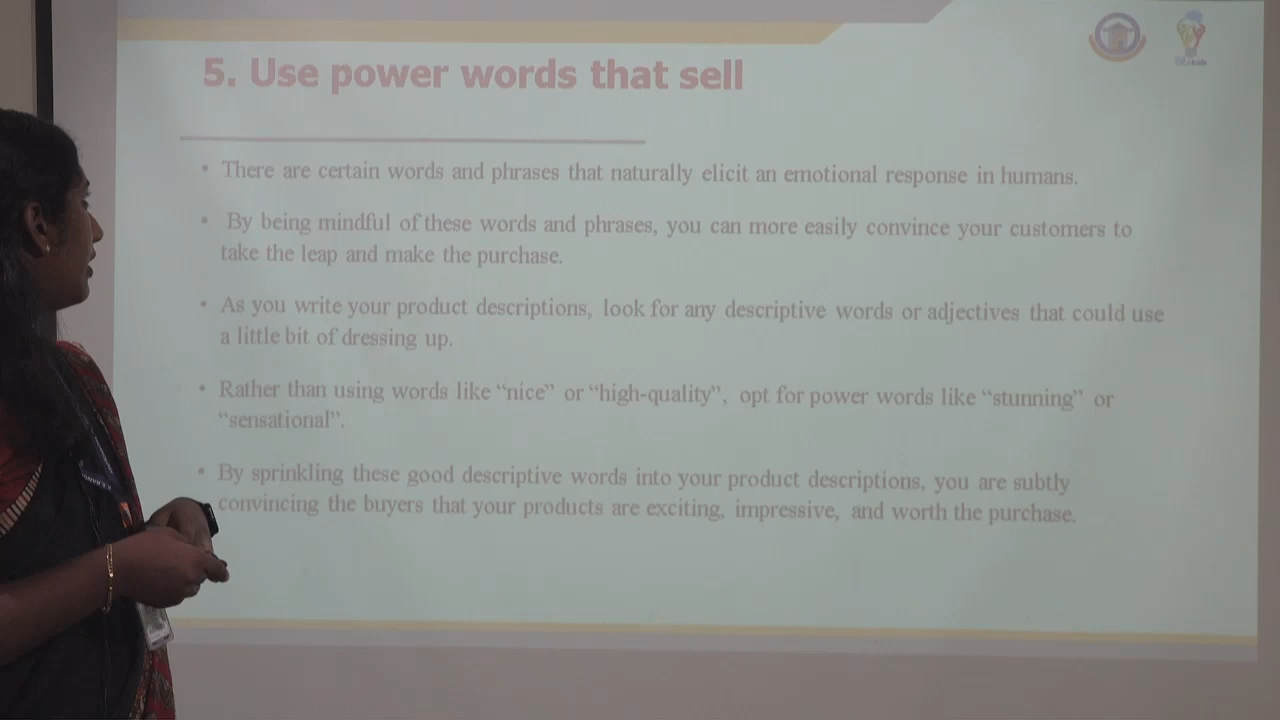 5. Use power words that sell
• There are certain words and phrases that naturally elicit an emotional response in humans.
• By being mindful of these words and phrases, you can more easily convince your customers to
take the leap and make the purchase.
• As you write your product descriptions, look for any descriptive words or adjectives that could use
a little bit of dressing up.
• Rather than using words like “nice” or “high-quality”, opt for power words like “stunning” or
“sensational”.
• By sprinkling these good descriptive words into your product descriptions, you are subtly
convincing the buyers that your products are exciting, impressive, and worth the purchase.